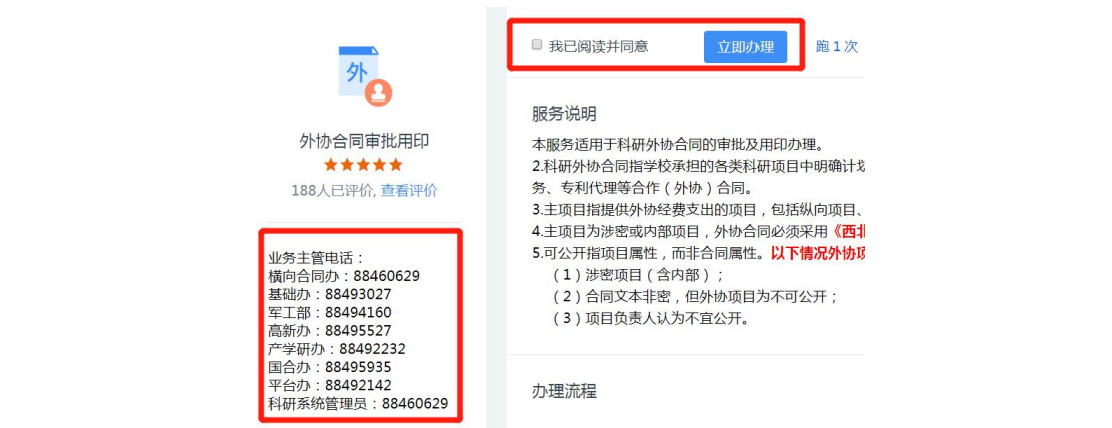 外
外协合同审批用印
188人已评价, 查看评价
业务主管电话：
横向合同办：88460629
基础办：88493027
军工部：88494160
高新办：88495527
产学研办：88492232
国合办：88495935
平台办：88492142
科研系统管理员：88460629
我已阅读并同意 立即办理 跑 1 次
服务说明
本服务适用于科研外协合同的审批及用印办理。
2.科研外协合同指学校承担的各类科研项目中明确计划
务、专利代理等合作（外协）合同。
3.主项目指提供外协经费支出的项目，包括纵向项目、
4.主项目为涉密或内部项目，外协合同必须采用《西北
5.可公开指项目属性，而非合同属性。以下情况外协项
（1）涉密项目（含内部）；
（2）合同文本非密，但外协项目为不可公开；
（3）项目负责人认为不宜公开。
办理流程